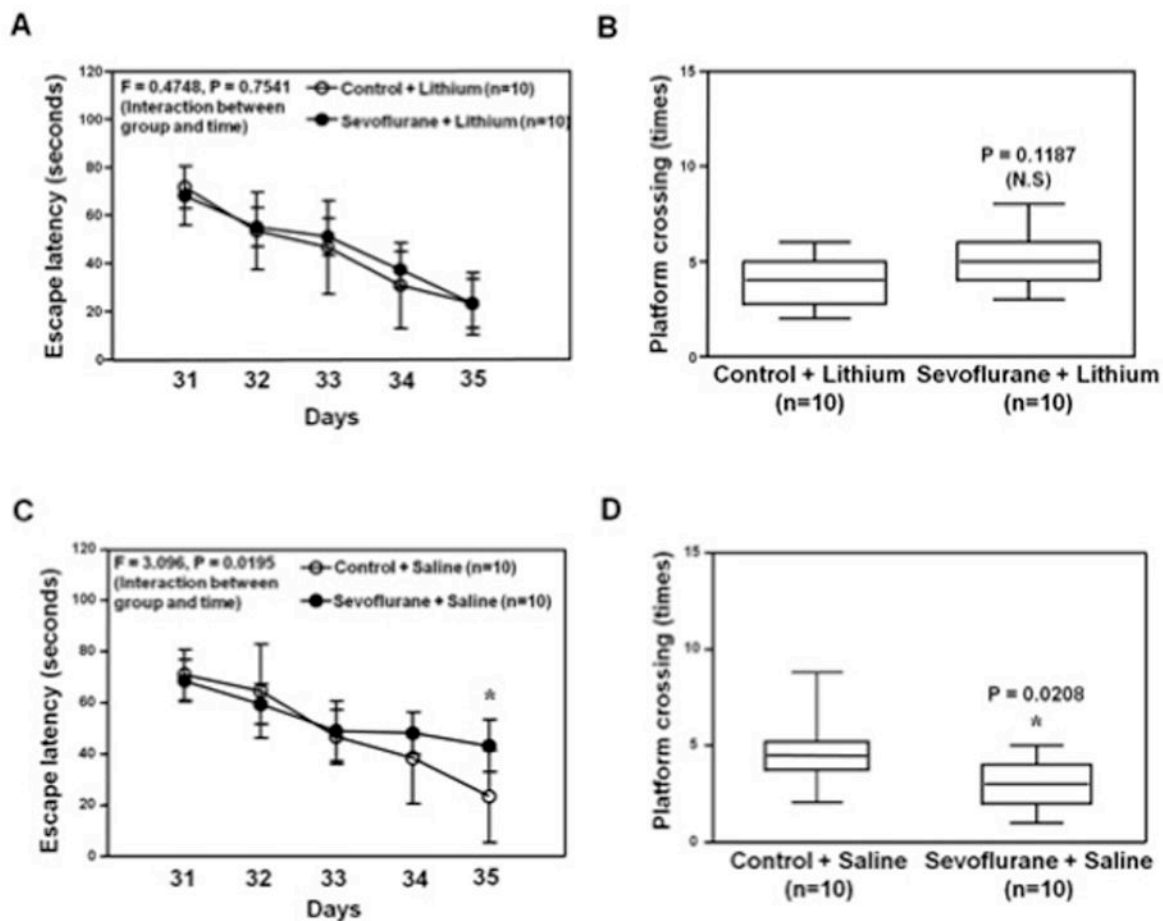 A
F = 0.4748, P = 0.7541
(Interaction between
group and time)
Control + Lithium (n=10)
Sevoflurane + Lithium (n=10)
Escape latency (seconds)
120
100
80
60
40
20
0
31 32 33 34 35
Days
B
Platform crossing (times)
15
10
5
0
P = 0.1187
(N.S)
Control + Lithium Sevoflurane + Lithium
(n=10) (n=10)
C
F = 3.096, P = 0.0195
(Interaction between
group and time)
Control + Saline (n=10)
Sevoflurane + Saline (n=10)
Escape latency (seconds)
120
100
80
60
40
20
0
*
31 32 33 34 35
Days
D
Platform crossing (times)
15
10
5
0
P = 0.0208
*
Control + Saline Sevoflurane + Saline
(n=10) (n=10)